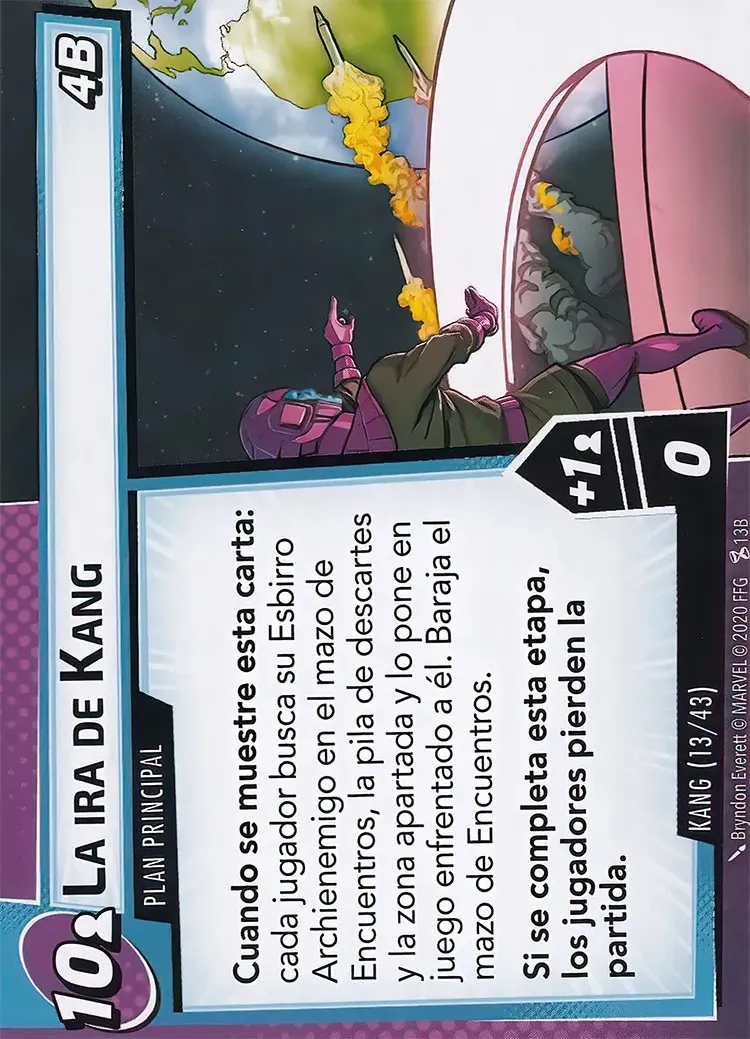 10
LA IRA DE KANG
4B
PLAN PRINCIPAL
Cuando se muestre esta carta:
cada jugador busca su Esbirro
Archienemigo en el mazo de
Encuentros, la pila de descartes
y la zona apartada y lo pone en
juego enfrentado a él. Baraja el
mazo de Encuentros.
Si se completa esta etapa,
los jugadores pierden la
partida.
+1
0
KANG (13/43)
Bryndon Everett © MARVEL © 2020 FFG 13B